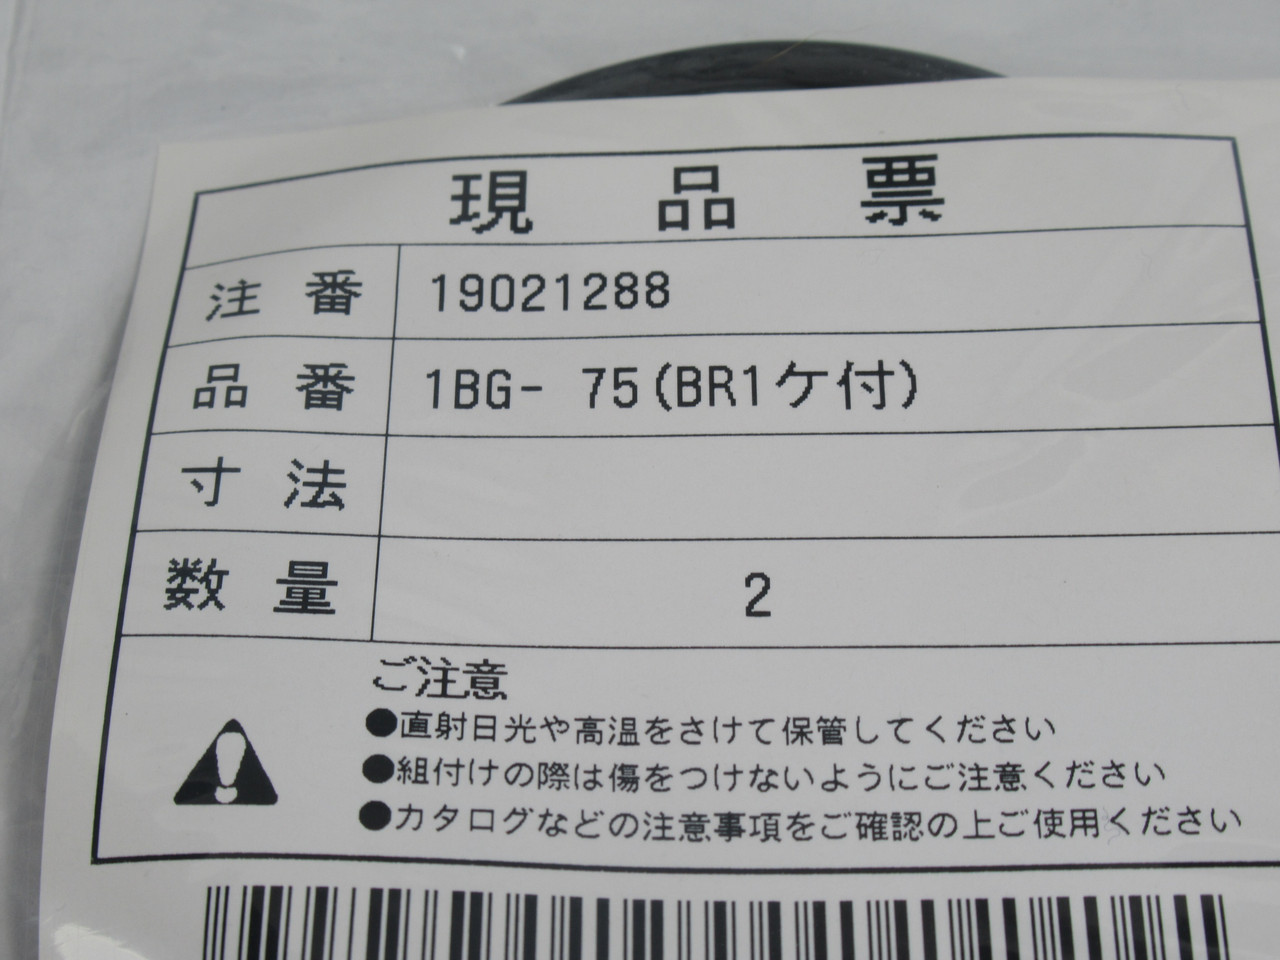 現品票
注番 19021288
品番 1BG- 75(BR1ケ付)
寸法
数量 2
ご注意
●直射日光や高温をさけて保管してください
●組付けの際は傷をつけないようにご注意ください
●カタログなどの注意事項をご確認の上ご使用ください